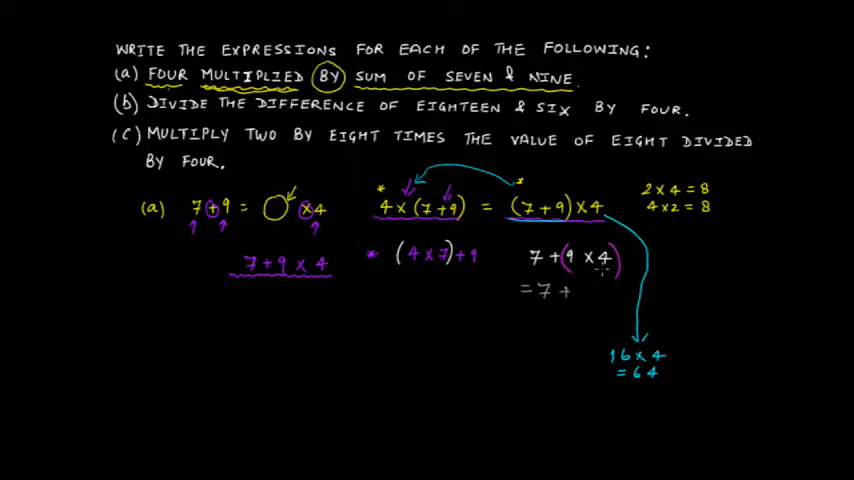 WRITE THE EXPRESSIONS FOR EACH OF THE FOLLOWING:
(a) FOUR MULTIPLIED BY SUM OF SEVEN & NINE
(b) DIVIDE THE DIFFERENCE OF EIGHTEEN & SIX BY FOUR.
(c) MULTIPLY TWO BY EIGHT TIMES THE VALUE OF EIGHT DIVIDED
BY FOUR.
(a) 7+9 = ○ ×4 * 4×(7+9) = *(7+9)×4
2×4=8
4×2=8
7+9×4 * (4×7)+9 7+(9×4)
=7+
16×4
=64